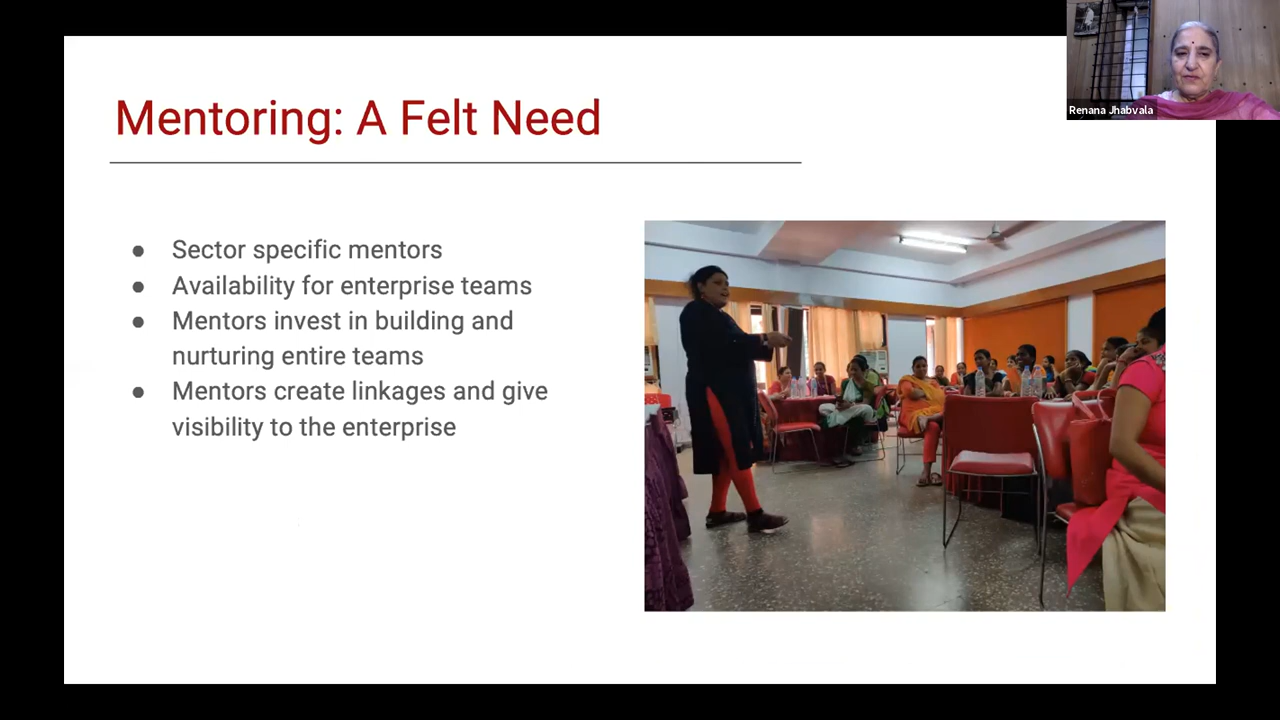 Mentoring: A Felt Need
Renana Jhabvala
● Sector specific mentors
● Availability for enterprise teams
● Mentors invest in building and
nurturing entire teams
● Mentors create linkages and give
visibility to the enterprise